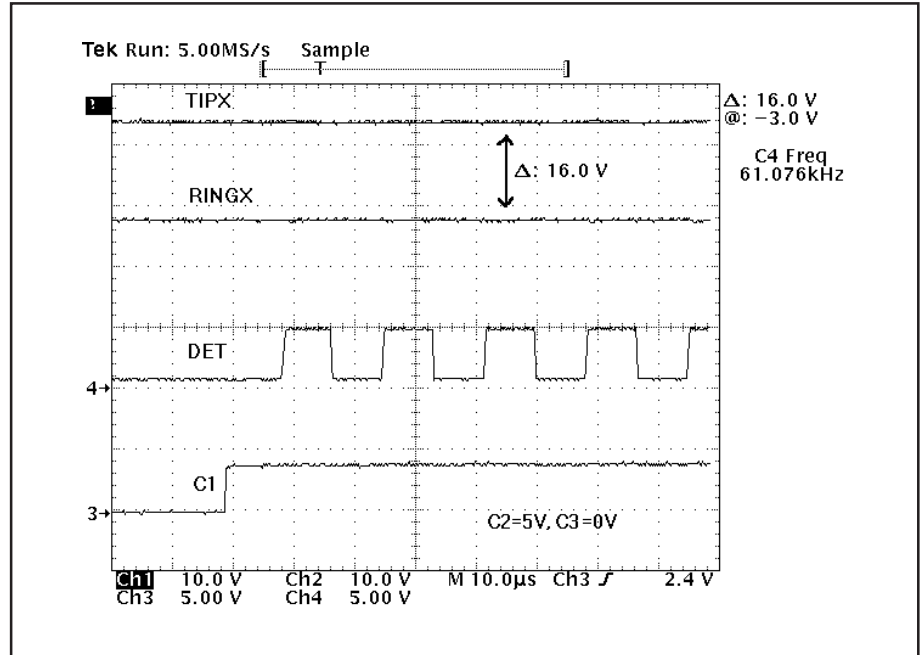 Tek Run: 5.00MS/s Sample
TIPX
Δ: 16.0 V
@: −3.0 V
C4 Freq
61.076kHz
Δ: 16.0 V
RINGX
DET
4→
C1
3→
C2=5V, C3=0V
Ch1 10.0 V Ch2 10.0 V M 10.0µs Ch3 ƒ 2.4 V
Ch3 5.00 V Ch4 5.00 V